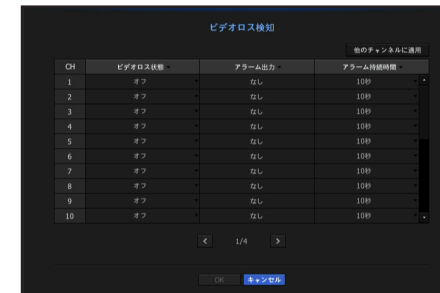 ビデオロス検知
他のチャンネルに適用
CH ビデオロス状態 アラーム出力 アラーム持続時間
1 オフ なし 10秒
2 オフ なし 10秒
3 オフ なし 10秒
4 オフ なし 10秒
5 オフ なし 10秒
6 オフ なし 10秒
7 オフ なし 10秒
8 オフ なし 10秒
9 オフ なし 10秒
10 オフ なし 10秒
< 1/4 >
OK キャンセル